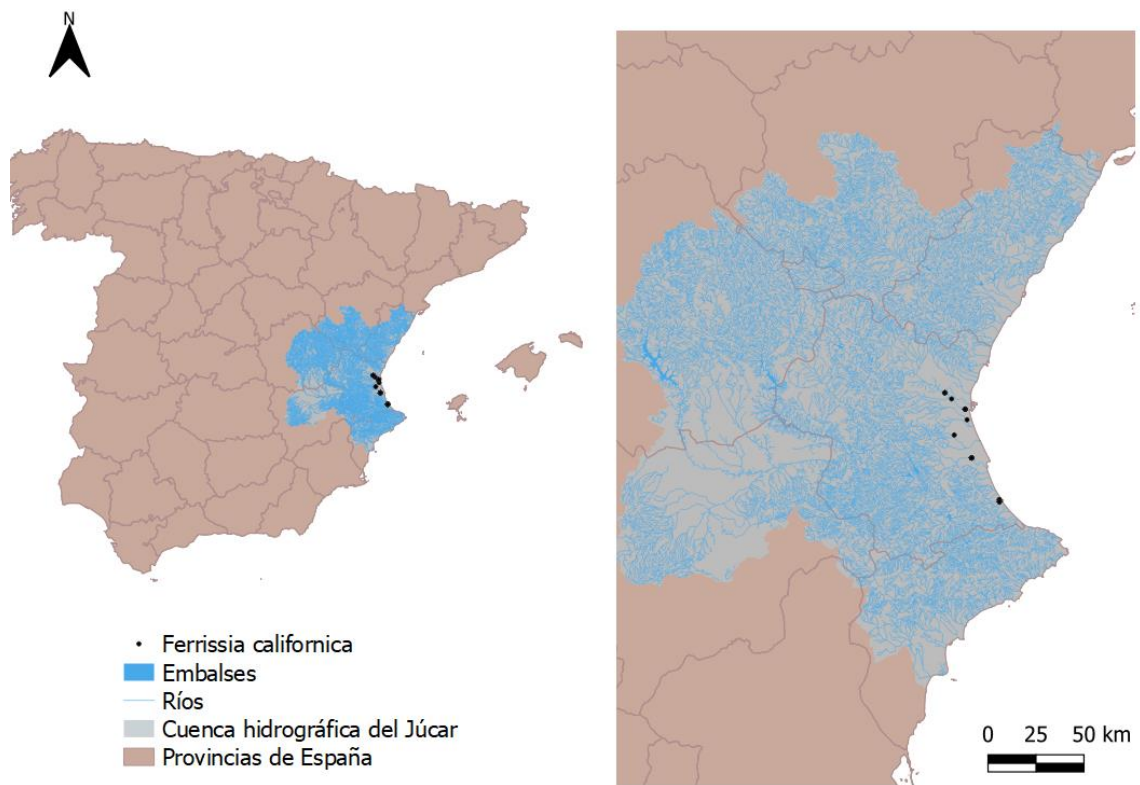 N
Ferrissia californica
Embalses
Ríos
Cuenca hidrográfica del Júcar
Provincias de España
0 25 50 km